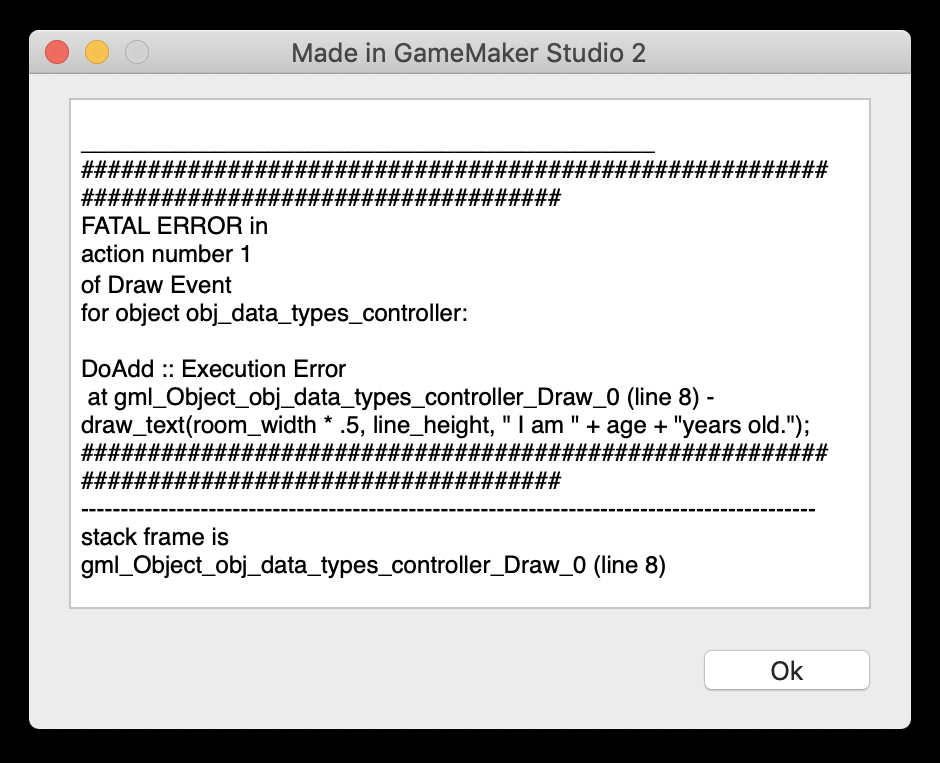 Made in GameMaker Studio 2
___________________________________________
########################################################
####################################
FATAL ERROR in
action number 1
of Draw Event
for object obj_data_types_controller:
DoAdd :: Execution Error
at gml_Object_obj_data_types_controller_Draw_0 (line 8) -
draw_text(room_width * .5, line_height, " I am " + age + "years old.");
########################################################
####################################
--------------------------------------------------------------------------------------------
stack frame is
gml_Object_obj_data_types_controller_Draw_0 (line 8)
Ok